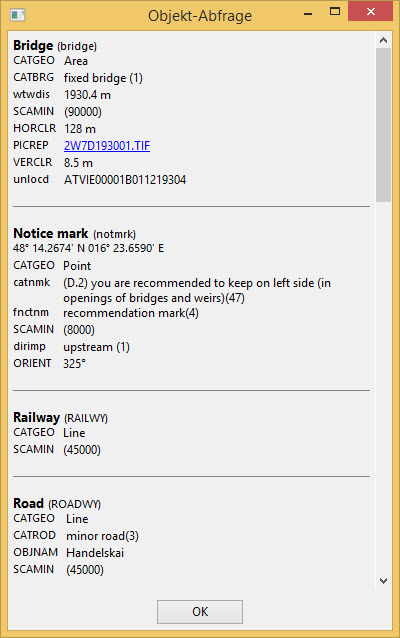 Objekt-Abfrage
Bridge (bridge)
CATGEO Area
CATBRG fixed bridge (1)
wtwdis 1930.4 m
SCAMIN (90000)
HORCLR 128 m
PICREP 2W7D193001.TIF
VERCLR 8.5 m
unlocd ATVIE00001B011219304
Notice mark (notmrk)
48° 14.2674' N 016° 23.6590' E
CATGEO Point
catnmk (D.2) you are recommended to keep on left side (in
openings of bridges and weirs)(47)
fnctnm recommendation mark(4)
SCAMIN (8000)
dirimp upstream (1)
ORIENT 325°
Railway (RAILWY)
CATGEO Line
SCAMIN (45000)
Road (ROADWY)
CATGEO Line
CATROD minor road(3)
OBJNAM Handelskai
SCAMIN (45000)
OK